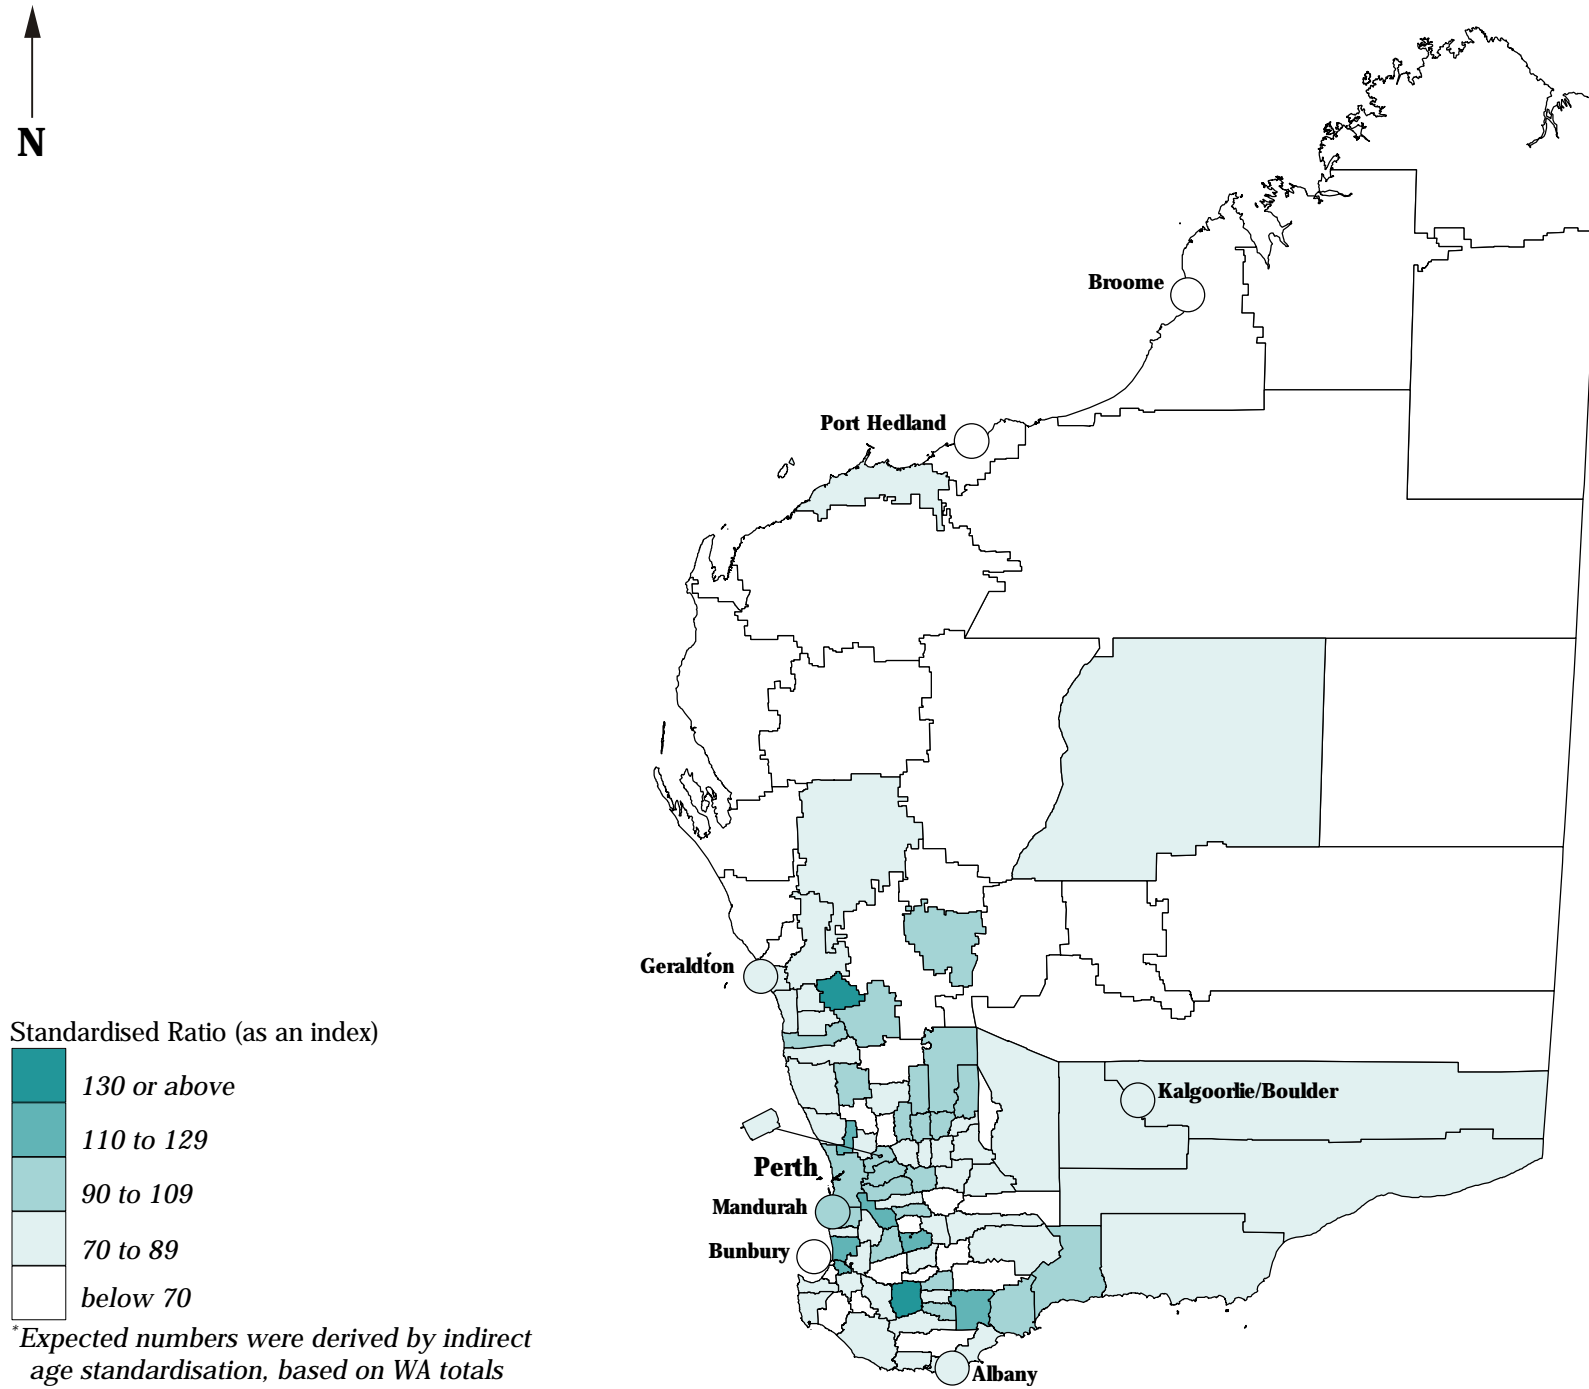 N
Broome
Port Hedland
Geraldton
Standardised Ratio (as an index)
130 or above
110 to 129
90 to 109
70 to 89
below 70
Kalgoorlie/Boulder
Perth
Mandurah
Bunbury
Albany
*Expected numbers were derived by indirect
age standardisation, based on WA totals